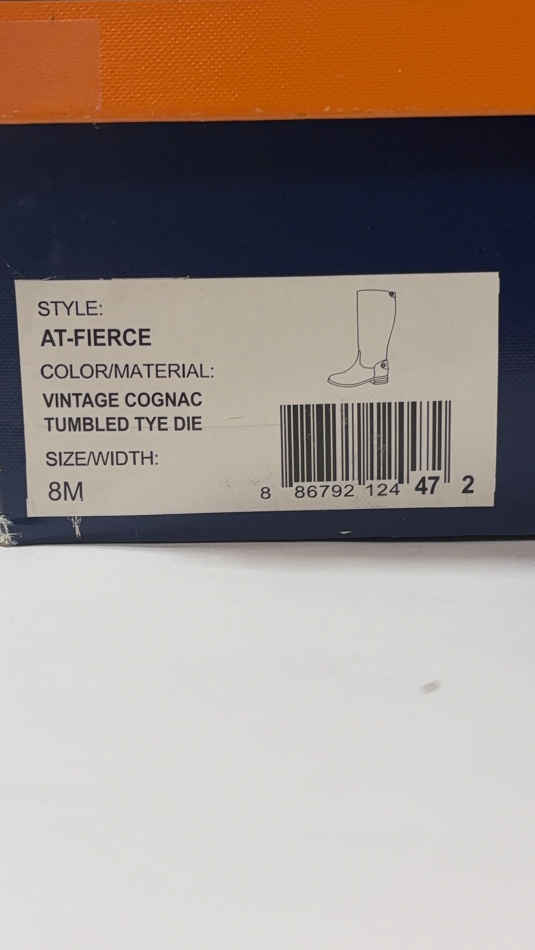 STYLE:
AT-FIERCE
COLOR/MATERIAL:
VINTAGE COGNAC
TUMBLED TYE DIE
SIZE/WIDTH:
8M
8 86792 124 47 2